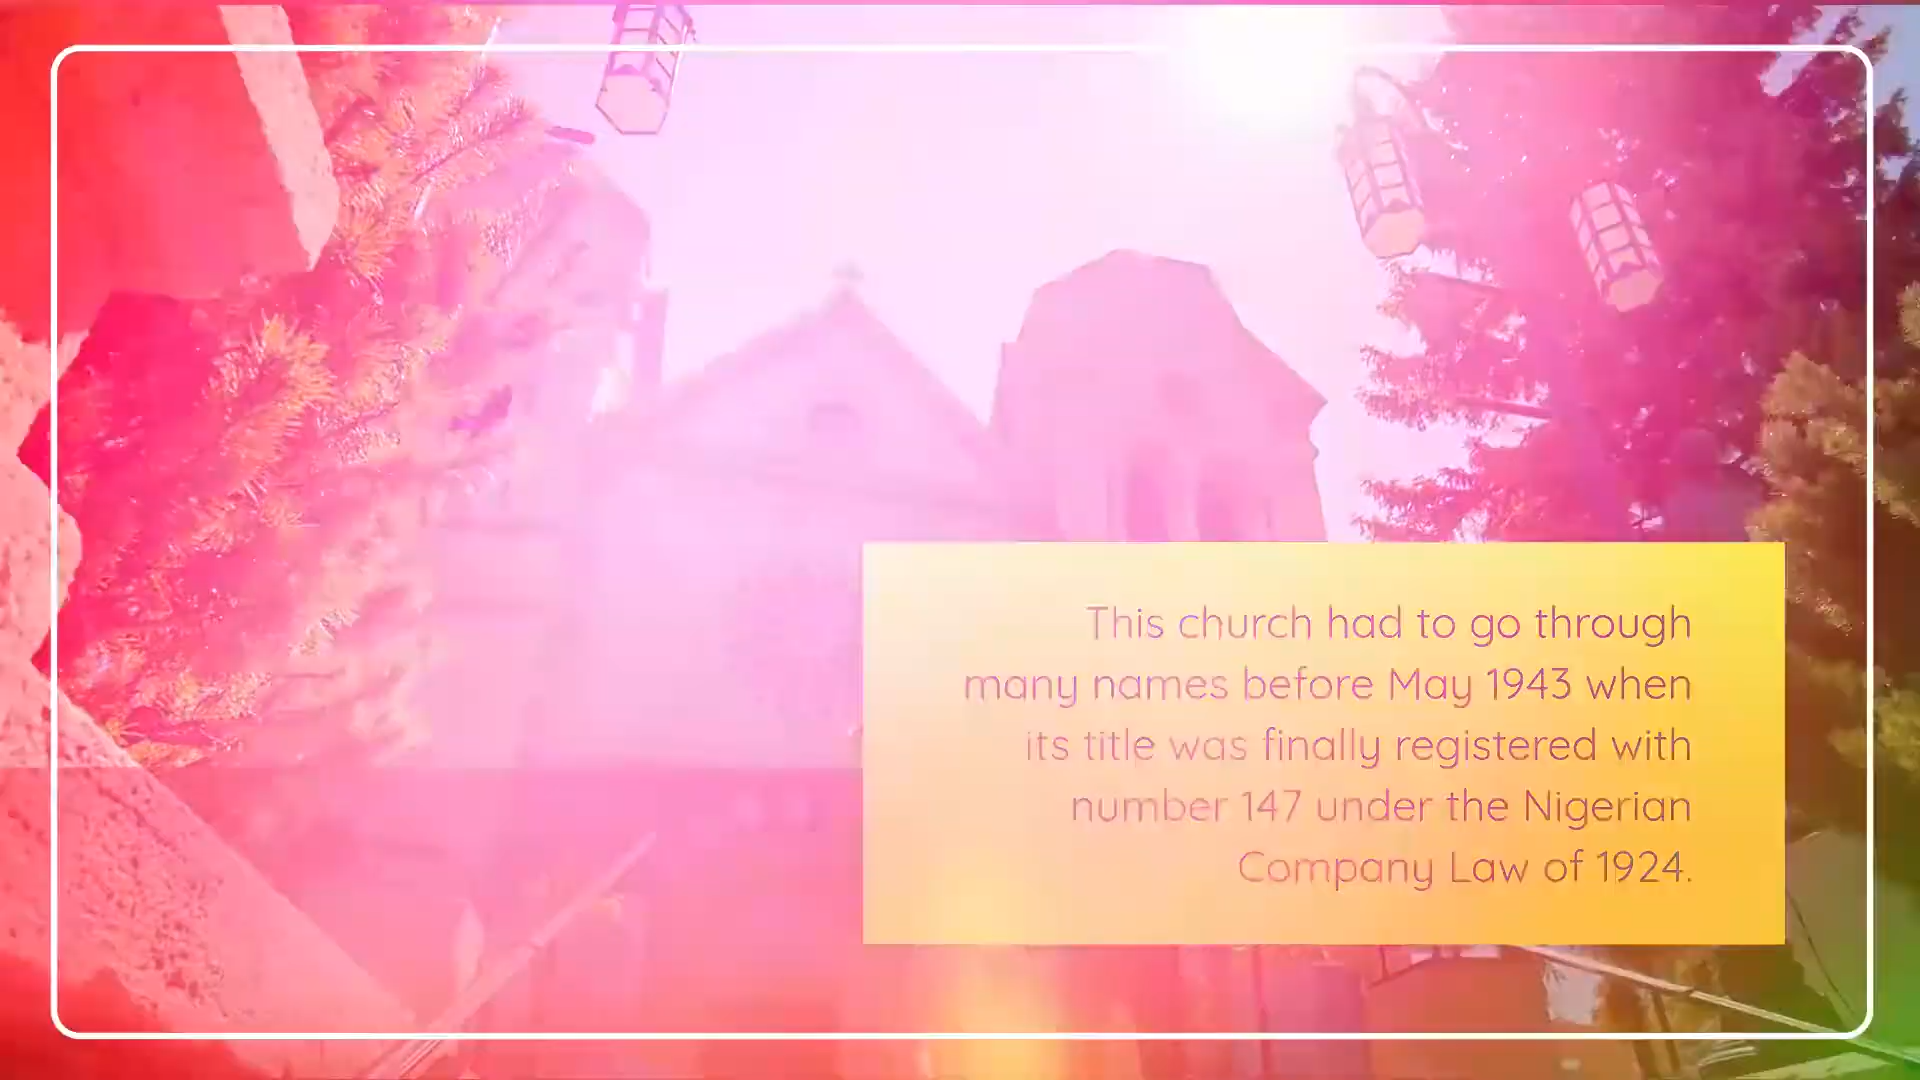 This church had to go through
many names before May 1943 when
its title was finally registered with
number 147 under the Nigerian
Company Law of 1924.